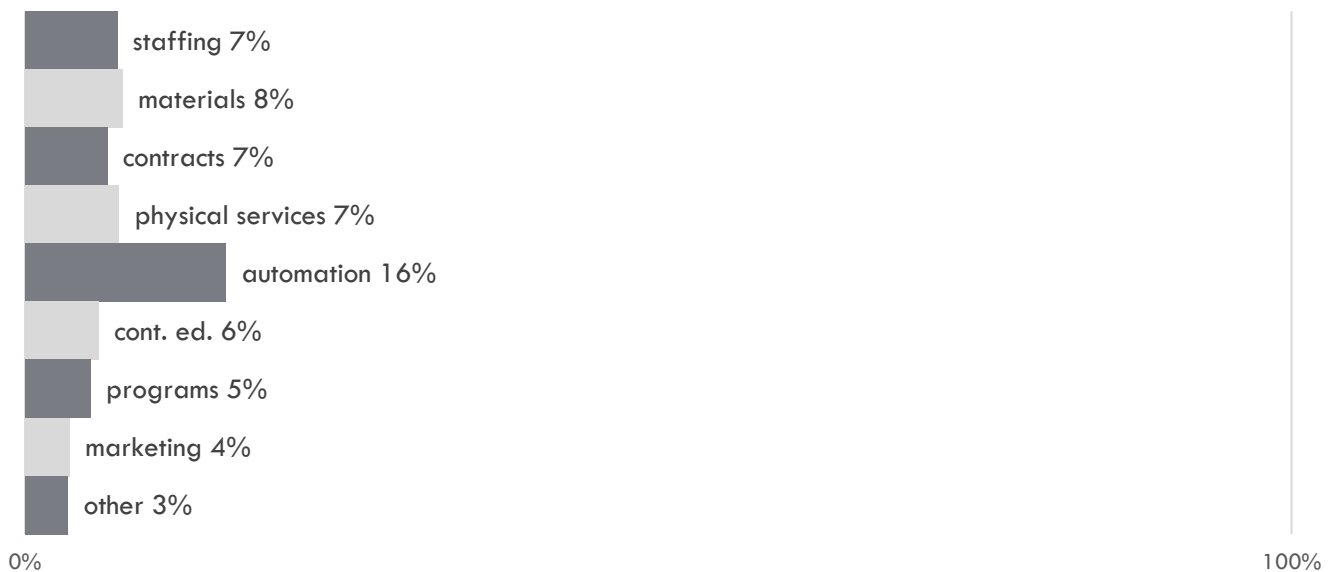 staffing 7%
materials 8%
contracts 7%
physical services 7%
automation 16%
cont. ed. 6%
programs 5%
marketing 4%
other 3%
0% 100%